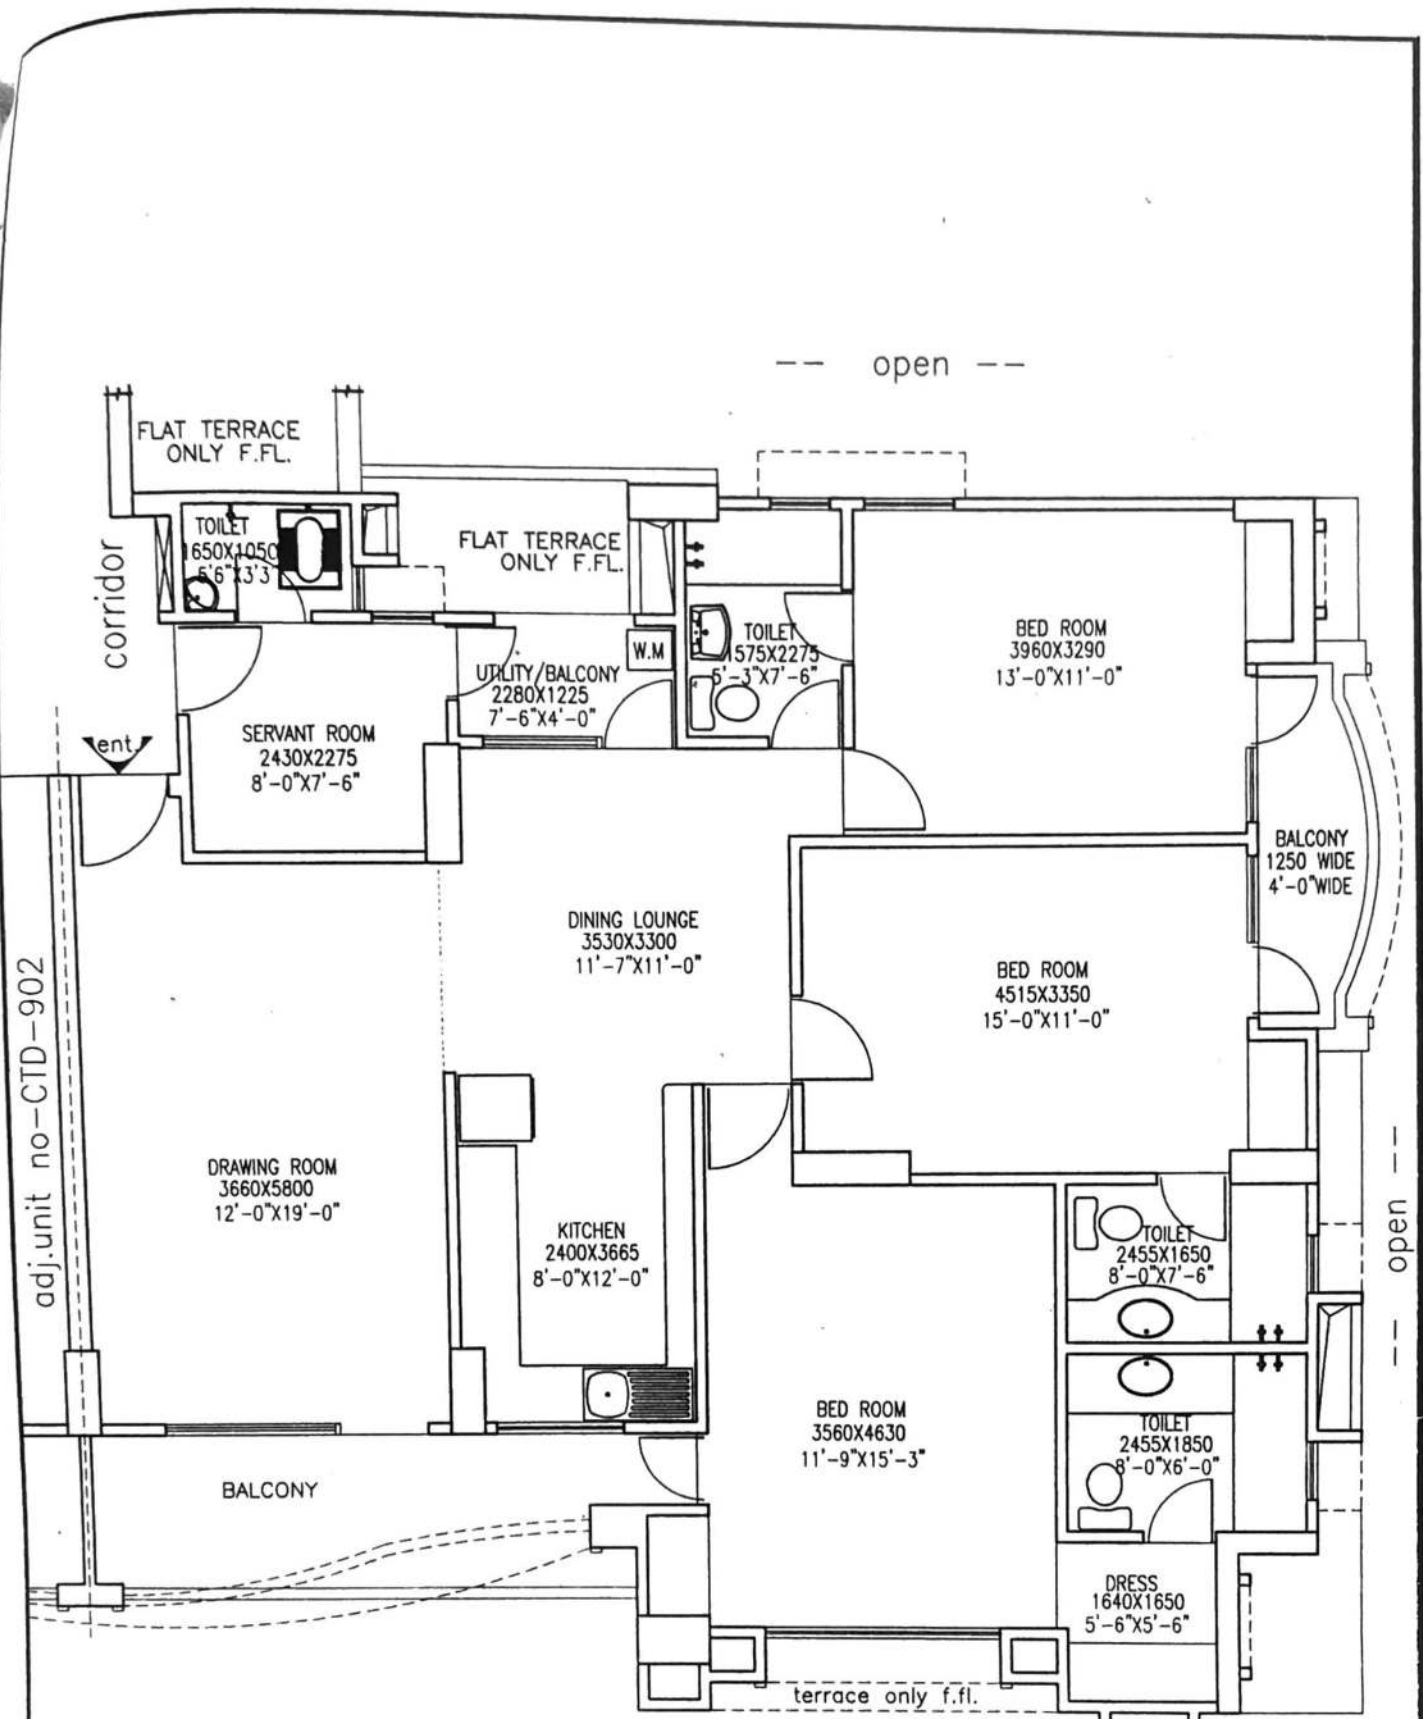 -- open --
FLAT TERRACE
ONLY F.FL.
TOILET
1650X1050
5'6"X3'3
FLAT TERRACE
ONLY F.FL.
corridor
W.M
UTILITY/BALCONY
2280X1225
7'-6"X4'-0"
TOILET
1575X2275
5'-3"X7'-6"
BED ROOM
3960X3290
13'-0"X11'-0"
ent.
SERVANT ROOM
2430X2275
8'-0"X7'-6"
BALCONY
1250 WIDE
4'-0"WIDE
DINING LOUNGE
3530X3300
11'-7"X11'-0"
BED ROOM
4515X3350
15'-0"X11'-0"
adj.unit no-CTD-902
DRAWING ROOM
3660X5800
12'-0"X19'-0"
KITCHEN
2400X3665
8'-0"X12'-0"
TOILET
2455X1650
8'-0"X7'-6"
-- open --
BED ROOM
3560X4630
11'-9"X15'-3"
TOILET
2455X1850
8'-0"X6'-0"
BALCONY
DRESS
1640X1650
5'-6"X5'-6"
terrace only f.fl.